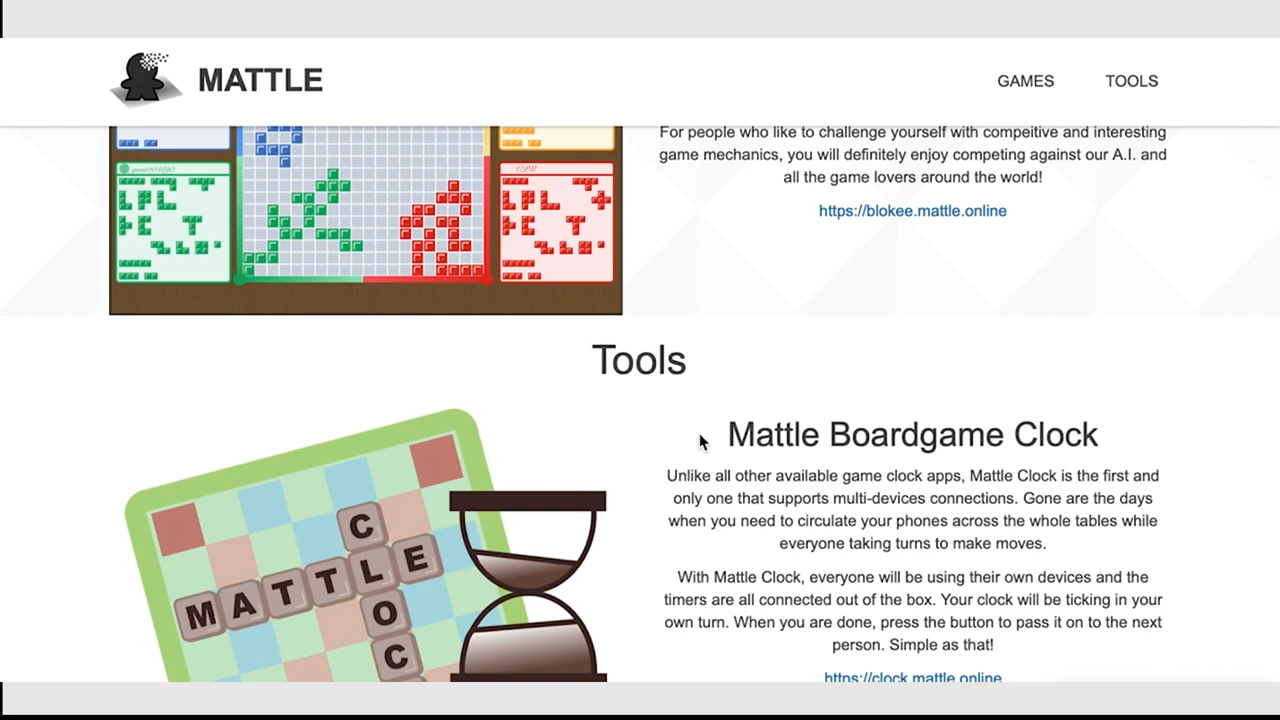 MATTLE
GAMES
TOOLS
For people who like to challenge yourself with compeitive and interesting
game mechanics, you will definitely enjoy competing against our A.I. and
all the game lovers around the world!
https://blokee.mattle.online
CPU
Tools
Mattle Boardgame Clock
Unlike all other available game clock apps, Mattle Clock is the first and
only one that supports multi-devices connections. Gone are the days
when you need to circulate your phones across the whole tables while
everyone taking turns to make moves.
With Mattle Clock, everyone will be using their own devices and the
timers are all connected out of the box. Your clock will be ticking in your
own turn. When you are done, press the button to pass it on to the next
person. Simple as that!
https://clock.mattle.online
MATTLE
CLOC